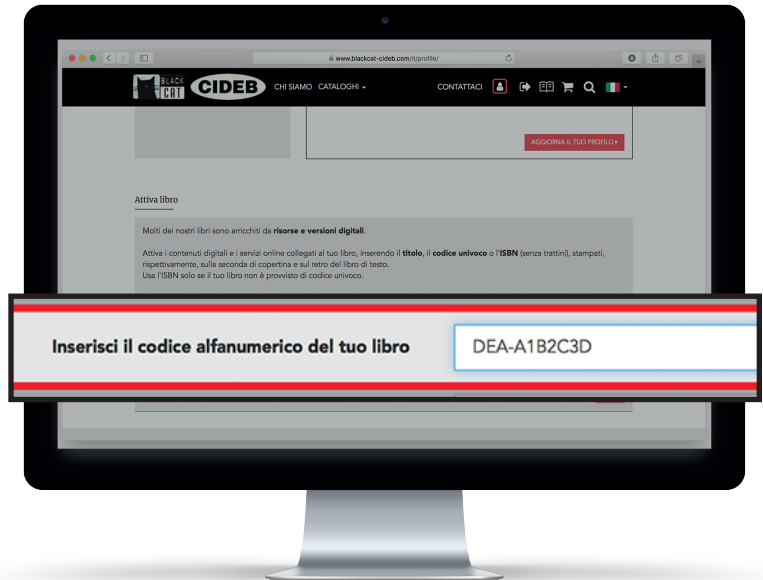 www.blackcat-cideb.com/it/profile/
BLACK CAT CIDEB CHI SIAMO CATALOGHI CONTATTACI
AGGIORNA IL TUO PROFILO
Attiva libro
Molti dei nostri libri sono arricchiti da risorse e versioni digitali.
Attiva i contenuti digitali e i servizi online collegati al tuo libro, inserendo il titolo, il codice univoco o l'ISBN (senza trattini), stampati,
rispettivamente, sulla seconda di copertina e sul retro del libro di testo.
Usa l'ISBN solo se il tuo libro non è provvisto di codice univoco.
Inserisci il codice alfanumerico del tuo libro DEA-A1B2C3D